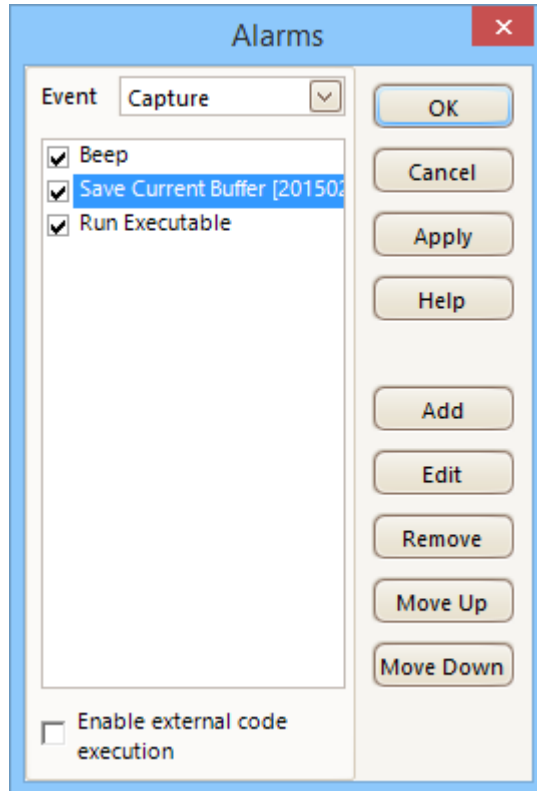 Alarms
Event Capture
Beep
Save Current Buffer [201502
Run Executable
Enable external code
execution
OK
Cancel
Apply
Help
Add
Edit
Remove
Move Up
Move Down